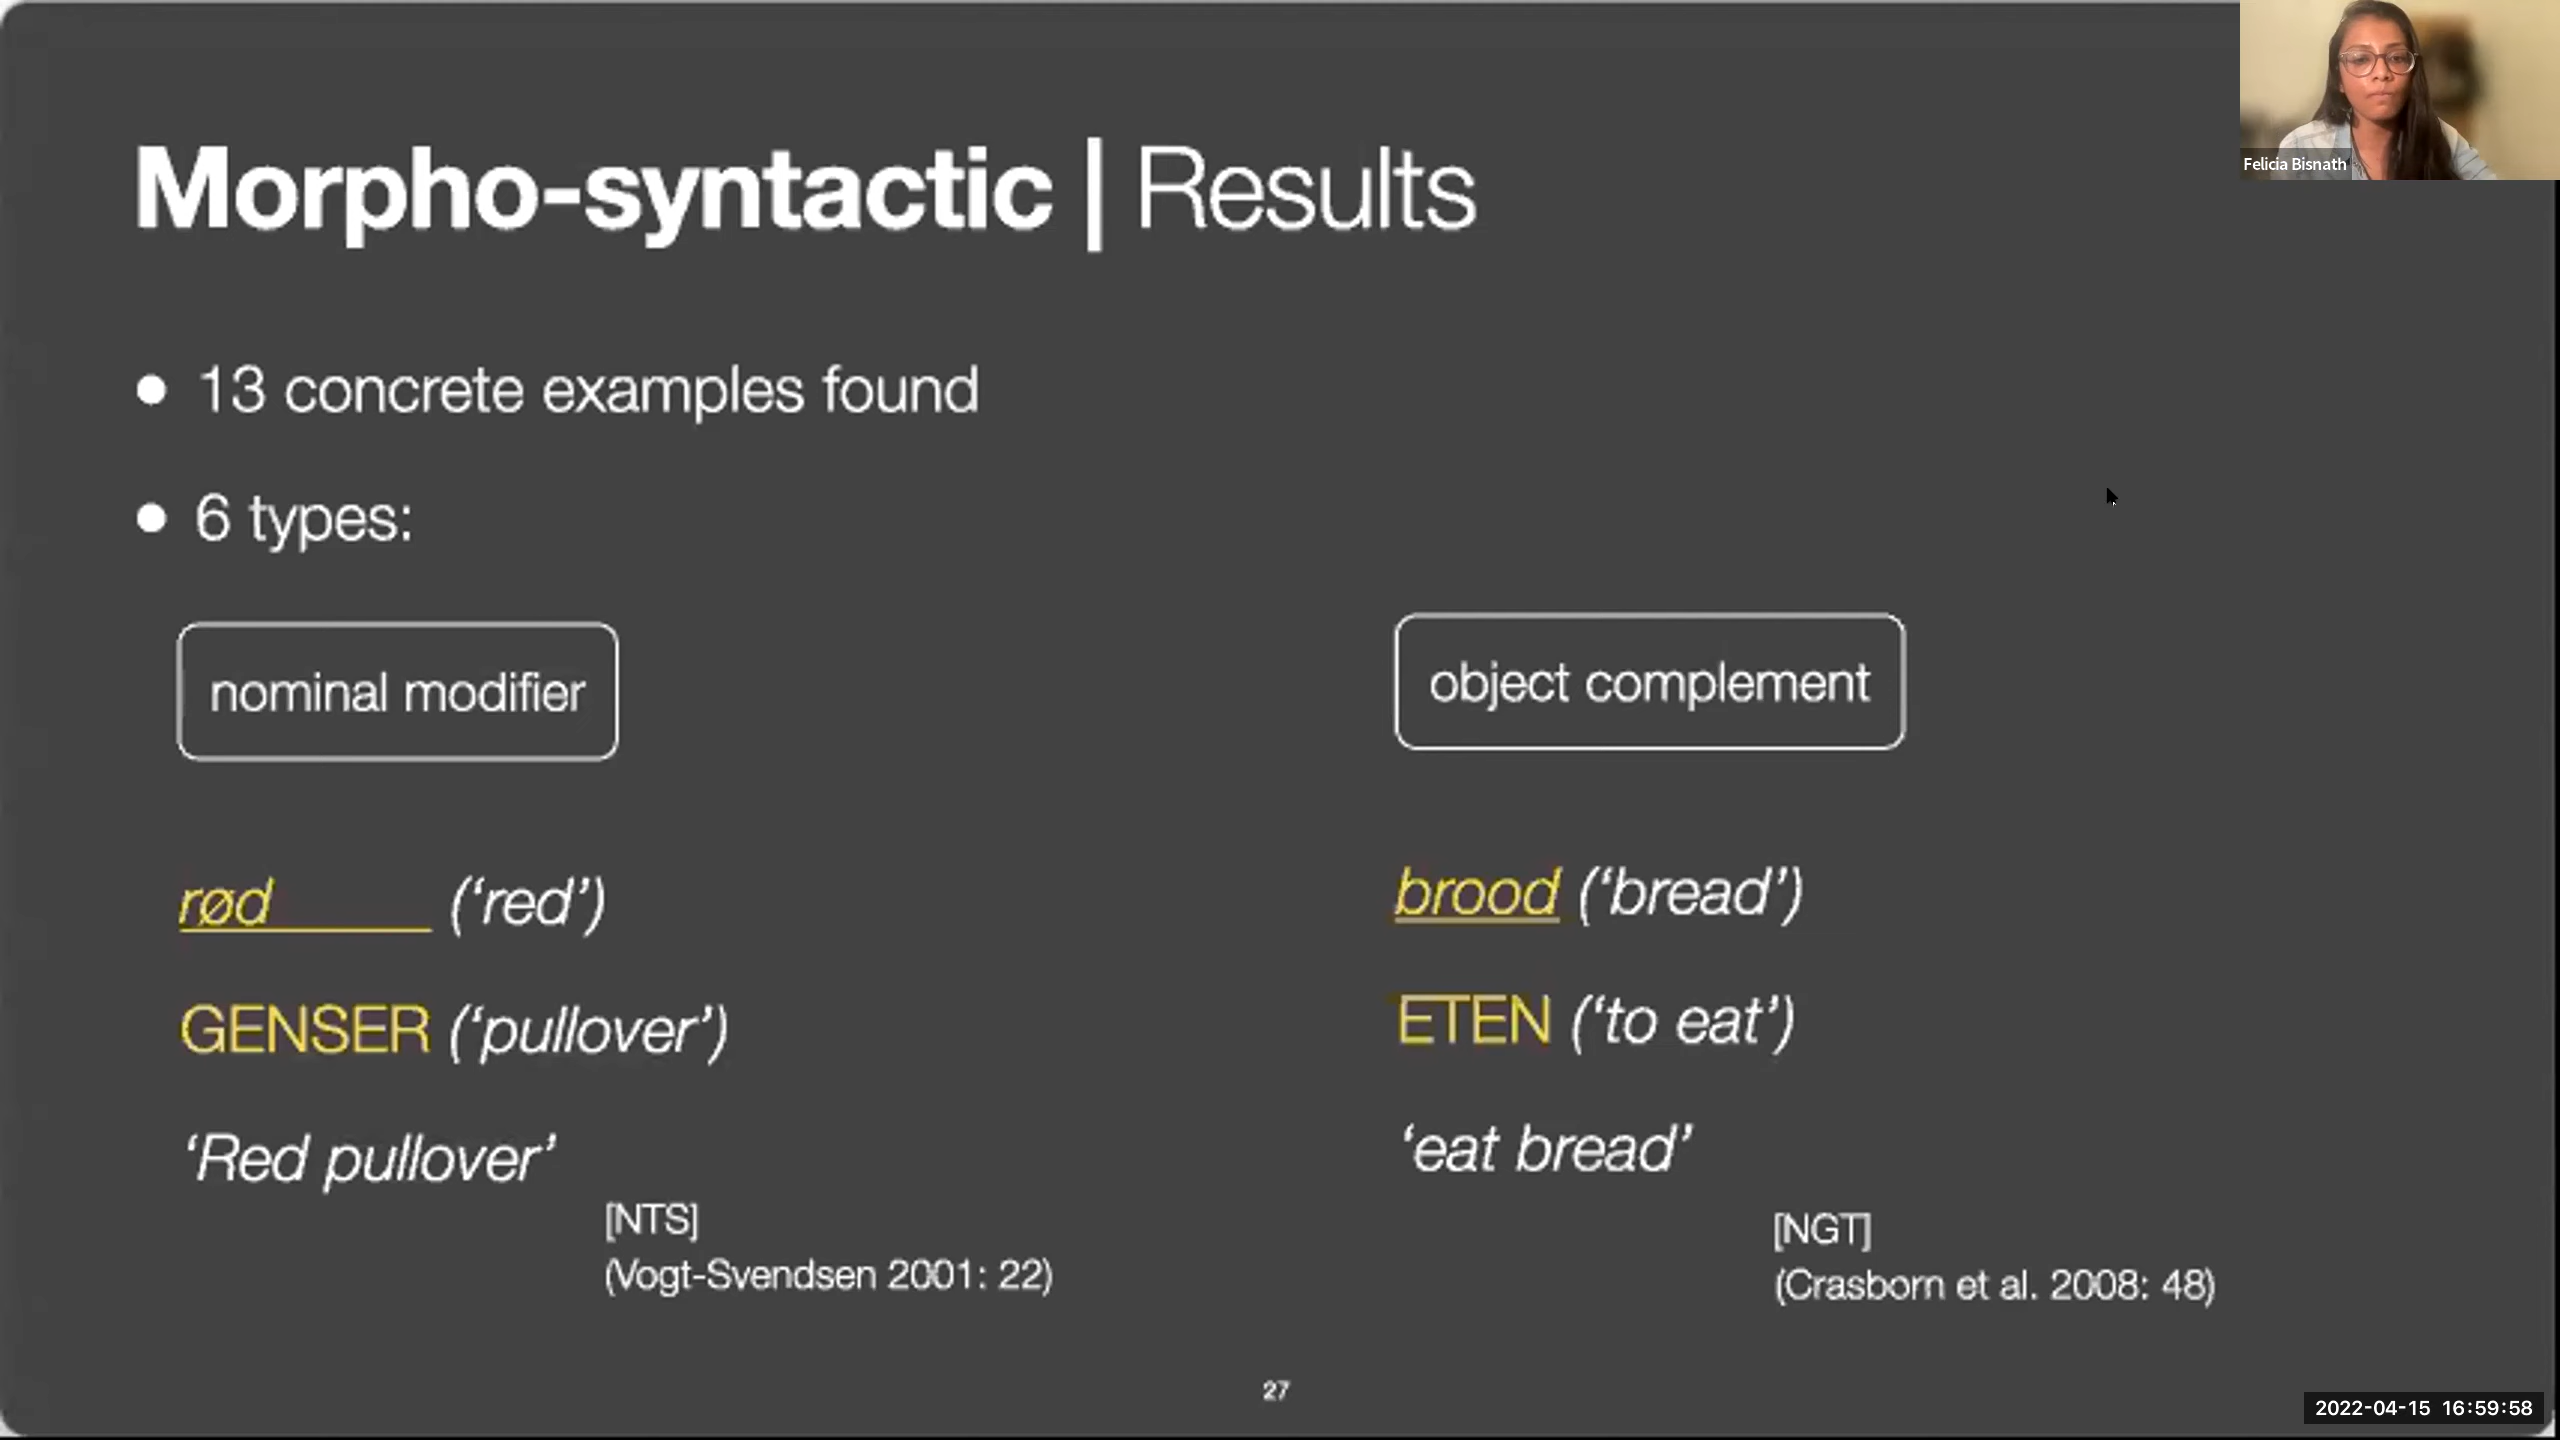 Morpho-syntactic | Results
Felicia Bisnath
• 13 concrete examples found
• 6 types:
nominal modifier
rød ('red')
GENSER ('pullover')
'Red pullover'
[NTS]
(Vogt-Svendsen 2001: 22)
object complement
brood ('bread')
ETEN ('to eat')
'eat bread'
[NGT]
(Crasborn et al. 2008: 48)
27
2022-04-15 16:59:58